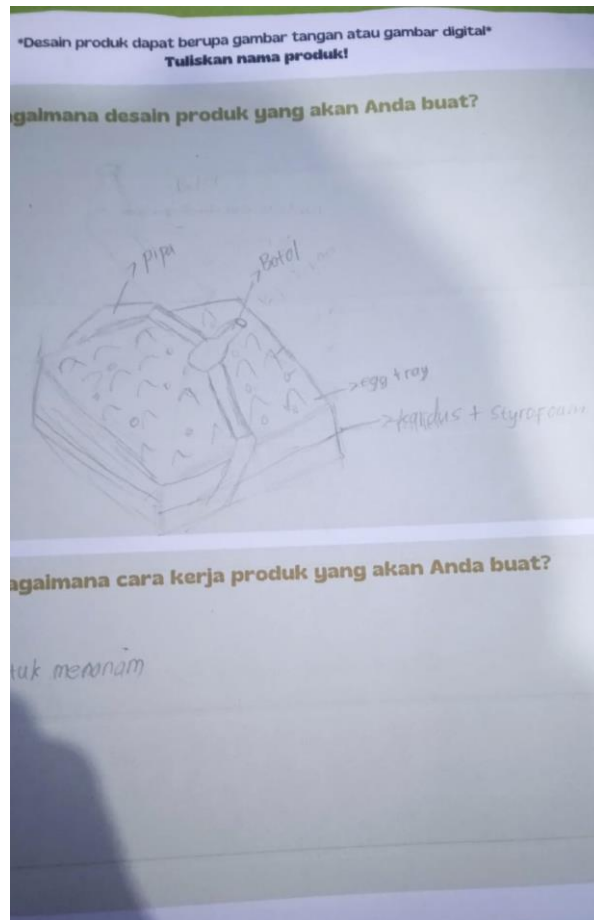 *Desain produk dapat berupa gambar tangan atau gambar digital*
Tuliskan nama produk!
gaimana desain produk yang akan Anda buat?
pipa
Botol
egg tray
kardus + styrofoam
agaimana cara kerja produk yang akan Anda buat?
tuk menanam